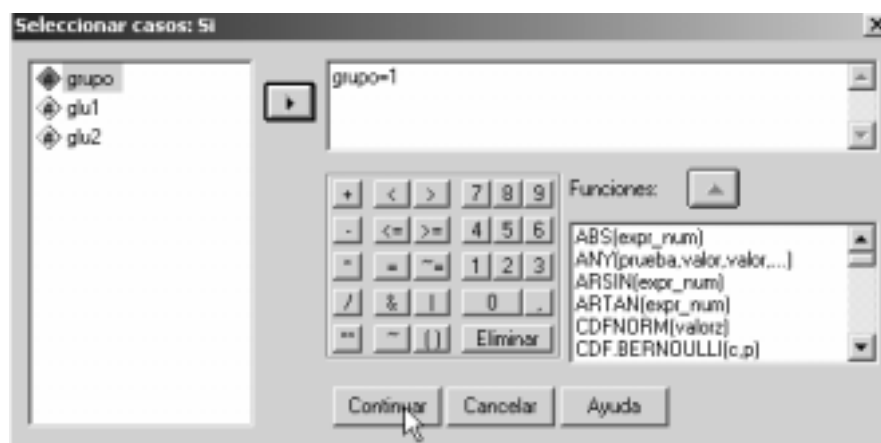 Seleccionar casos: Si
grupo
glu1
glu2
grupo=1
+ < > 7 8 9
- <= >= 4 5 6
* = ~= 1 2 3
/ & | 0 .
** ~ () Eliminar
Funciones:
ABS(expr_num)
ANY(prueba,valor,valor,...)
ARSIN(expr_num)
ARTAN(expr_num)
CDFNORM(valorz)
CDF.BERNOULLI(c,p)
Continuar Cancelar Ayuda